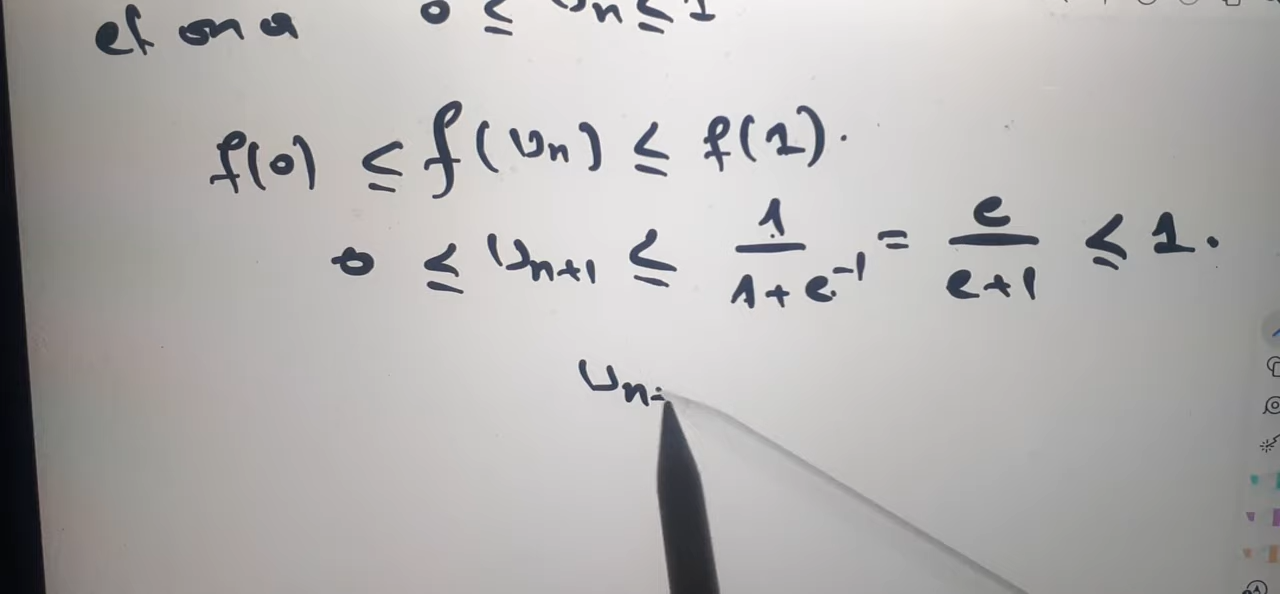 et on a 0 ≤ Un ≤ 1
f(0) ≤ f(Un) ≤ f(1).
0 ≤ Un+1 ≤ 1/(1+e^-1) = e/(e+1) ≤ 1.
Un